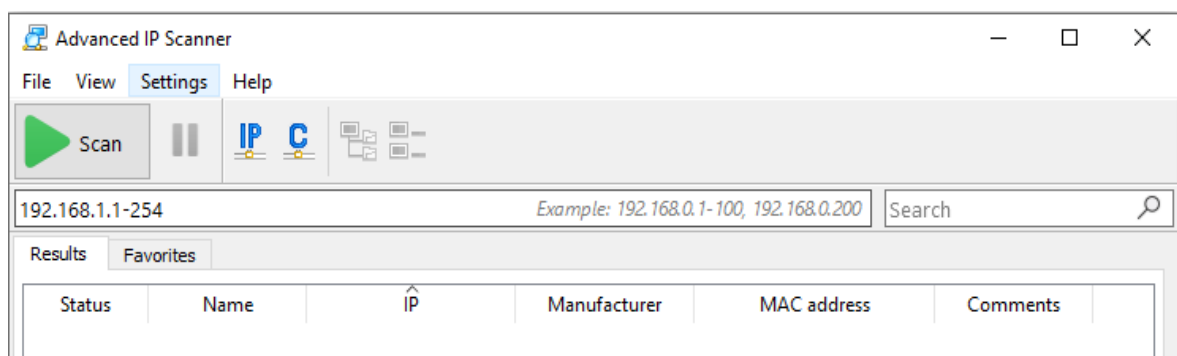 Advanced IP Scanner
File View Settings Help
Scan IP C
192.168.1.1-254 Example: 192.168.0.1-100, 192.168.0.200 Search
Results Favorites
Status Name IP Manufacturer MAC address Comments